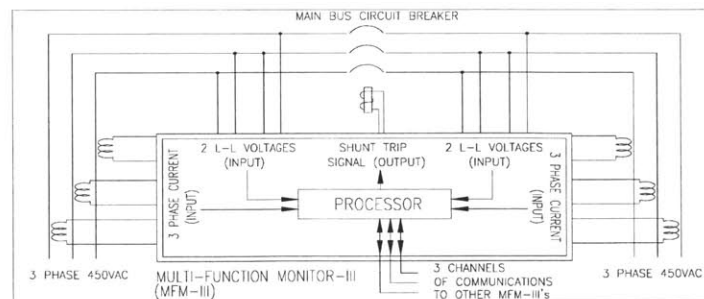 MAIN BUS CIRCUIT BREAKER
2 L-L VOLTAGES
(INPUT)
SHUNT TRIP
SIGNAL (OUTPUT)
2 L-L VOLTAGES
(INPUT)
3 PHASE CURRENT
(INPUT)
PROCESSOR
3 PHASE CURRENT
(INPUT)
3 PHASE 450VAC
MULTI-FUNCTION MONITOR-III
(MFM-III)
3 CHANNELS
OF COMMUNICATIONS
TO OTHER MFM-III's
3 PHASE 450VAC